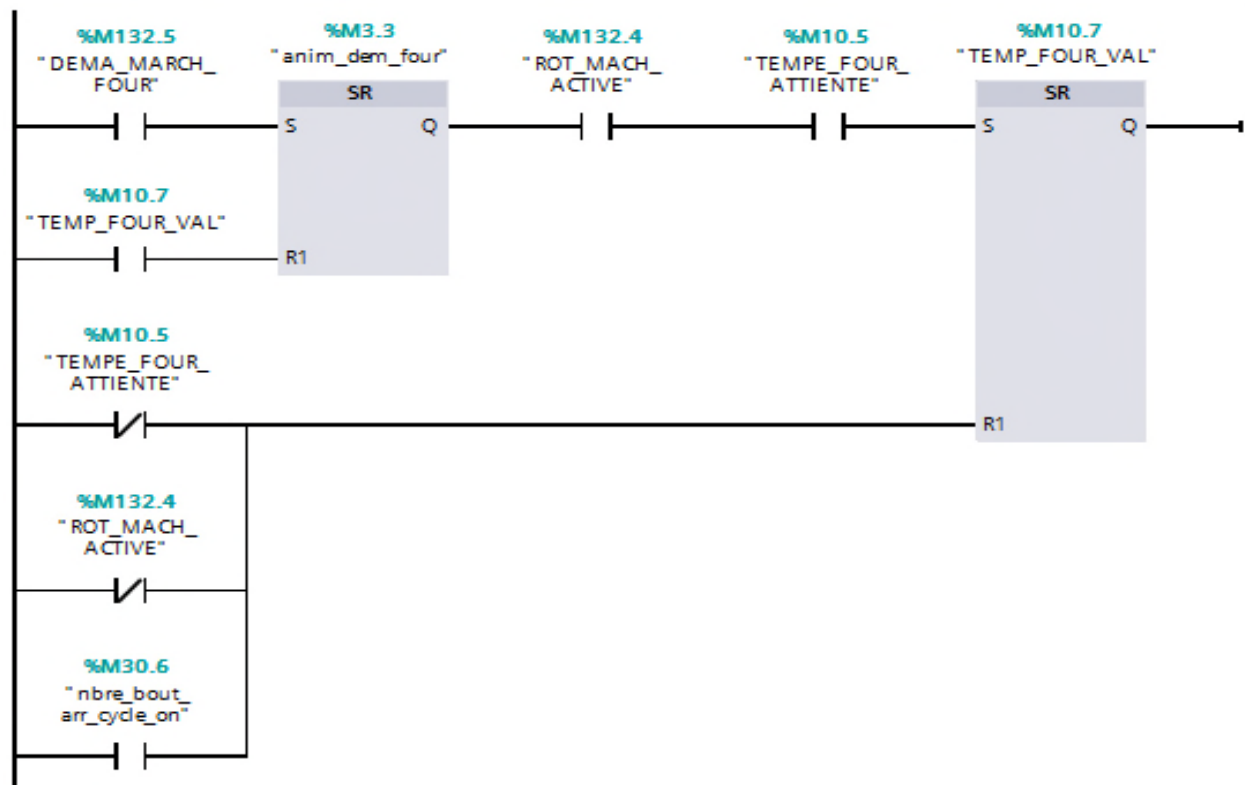 %M132.5
"DEMA_MARCH_
FOUR"
%M3.3
"anim_dem_four"
SR
S
Q
%M132.4
"ROT_MACH_
ACTIVE"
%M10.5
"TEMPE_FOUR_
ATTIENTE"
%M10.7
"TEMP_FOUR_VAL"
SR
S
Q
%M10.7
"TEMP_FOUR_VAL"
R1
%M10.5
"TEMPE_FOUR_
ATTIENTE"
R1
%M132.4
"ROT_MACH_
ACTIVE"
%M30.6
"nbre_bout_
arr_cycle_on"